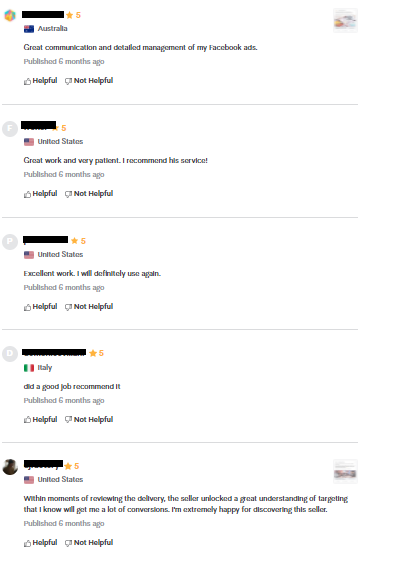 5
Australia
Great communication and detailed management of my Facebook ads.
Published 6 months ago
Helpful Not Helpful
F
5
United States
Great work and very patient. I recommend his service!
Published 6 months ago
Helpful Not Helpful
P
5
United States
Excellent work. I will definitely use again.
Published 6 months ago
Helpful Not Helpful
D
5
Italy
did a good job recommend it
Published 6 months ago
Helpful Not Helpful
5
United States
Within moments of reviewing the delivery, the seller unlocked a great understanding of targeting
that I know will get me a lot of conversions. I'm extremely happy for discovering this seller.
Published 6 months ago
Helpful Not Helpful